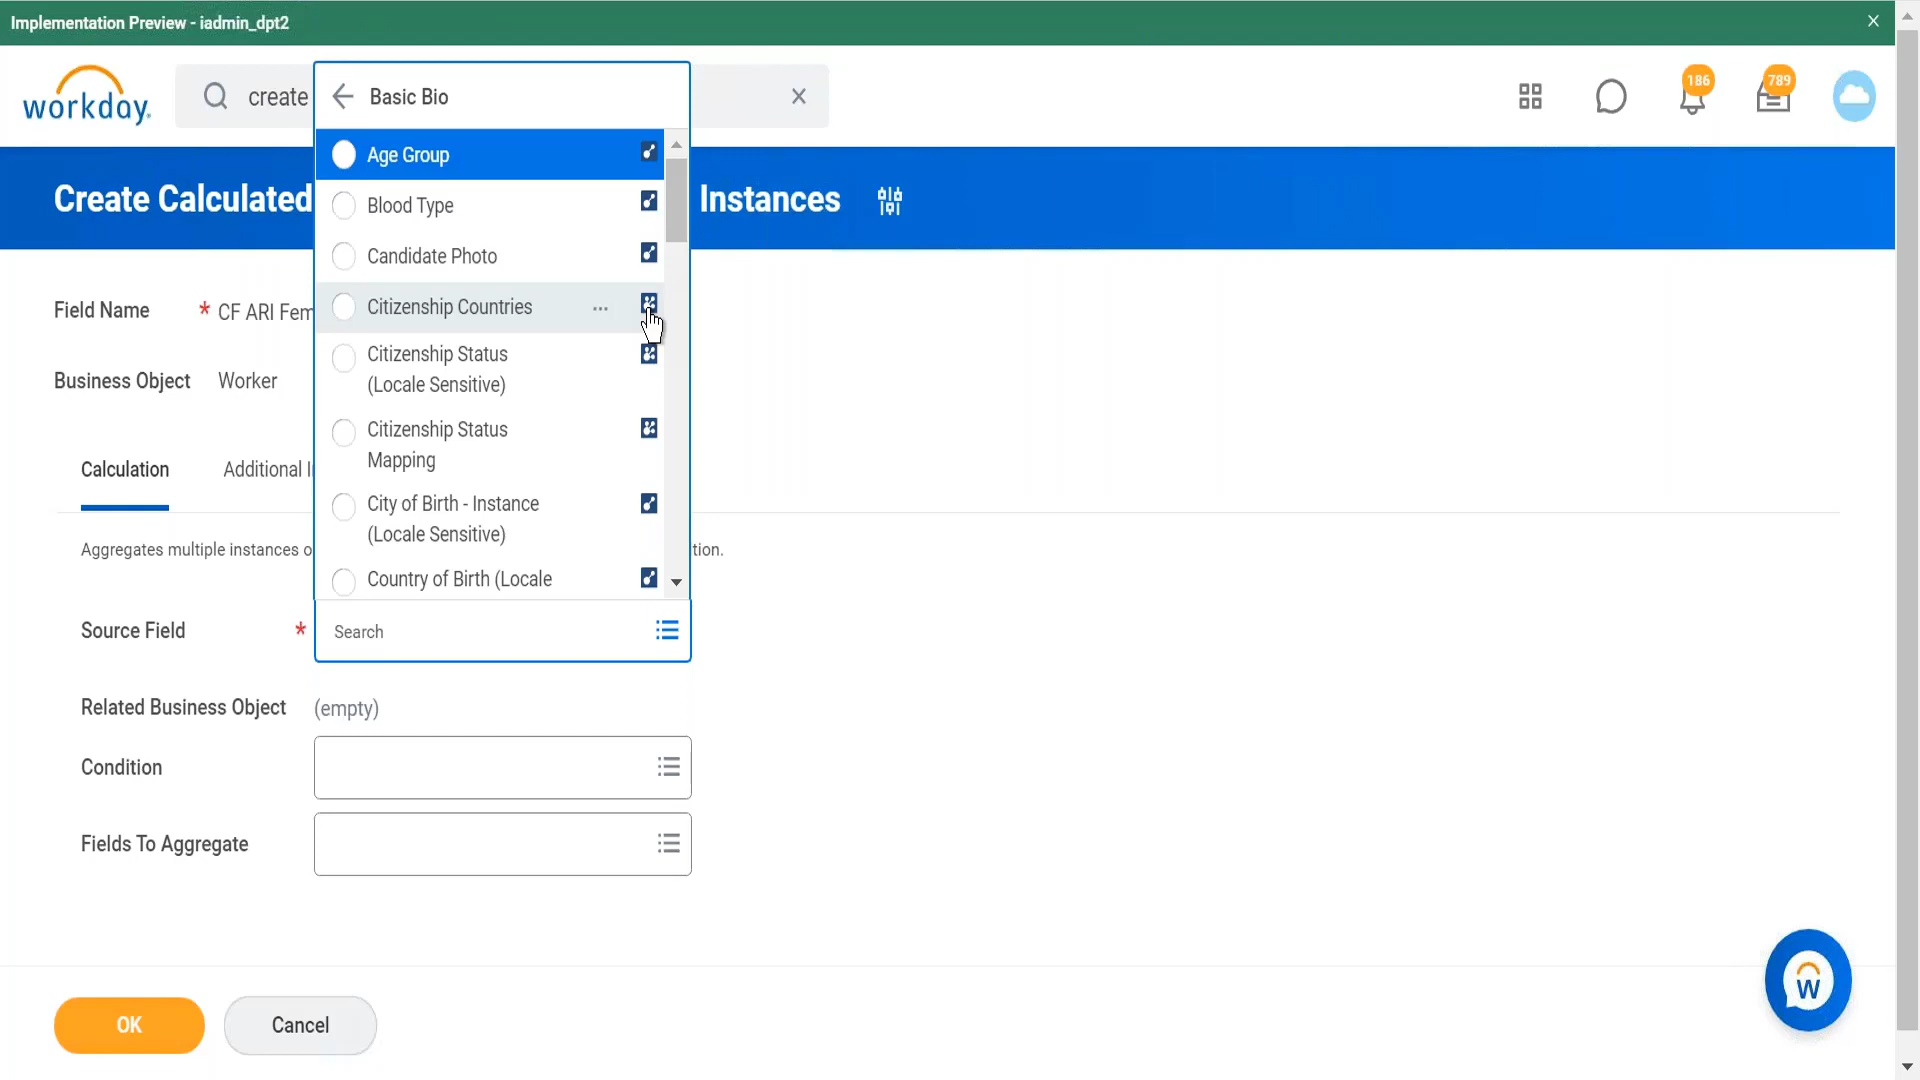 Implementation Preview - iadmin_dpt2
workday.
create
186
789
Basic Bio
Age Group
Blood Type
Candidate Photo
Citizenship Countries
Citizenship Status
(Locale Sensitive)
Citizenship Status
Mapping
City of Birth - Instance
(Locale Sensitive)
Country of Birth (Locale
Search
Create Calculated
Instances
Field Name
* CF ARI Fem
Business Object
Worker
Calculation
Additional
Aggregates multiple instances o
tion.
Source Field
*
Related Business Object
(empty)
Condition
Fields To Aggregate
W
OK
Cancel